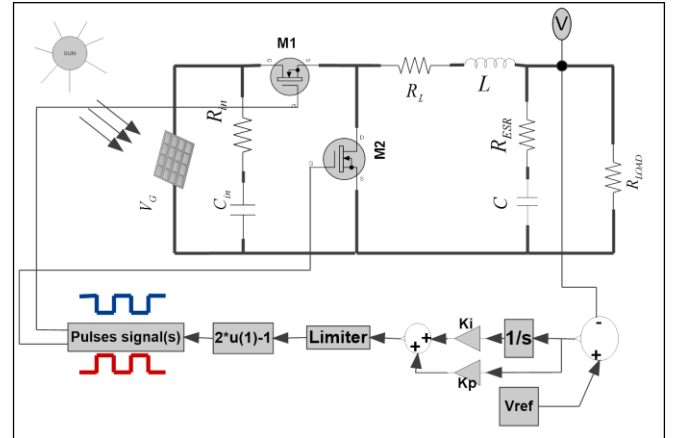 SUN
M1
V
R_in
C_in
V_G
M2
R_L
L
R_ESR
C
R_LOAD
Pulses signal(s)
2*u(1)-1
Limiter
+
+
Ki
Kp
1/s
-
+
Vref